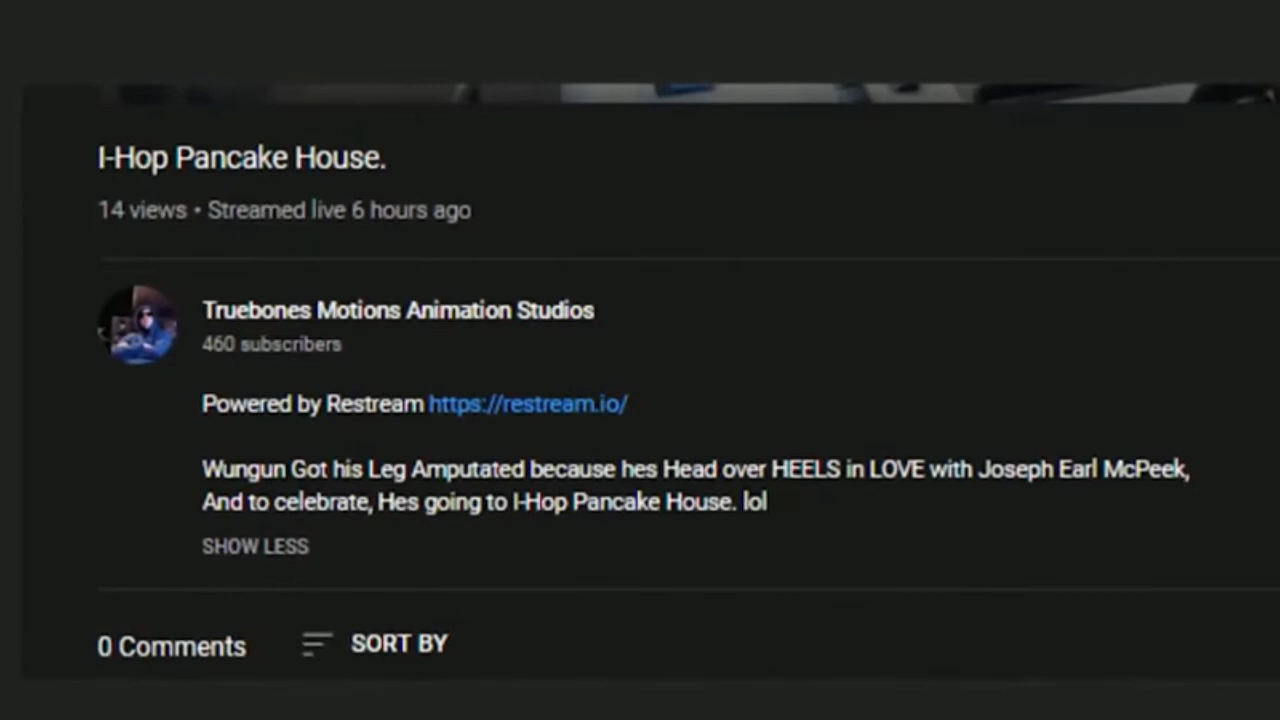 I-Hop Pancake House.
14 views • Streamed live 6 hours ago
Truebones Motions Animation Studios
460 subscribers
Powered by Restream https://restream.io/
Wungun Got his Leg Amputated because hes Head over HEELS in LOVE with Joseph Earl McPeek,
And to celebrate, Hes going to I-Hop Pancake House. lol
SHOW LESS
0 Comments SORT BY